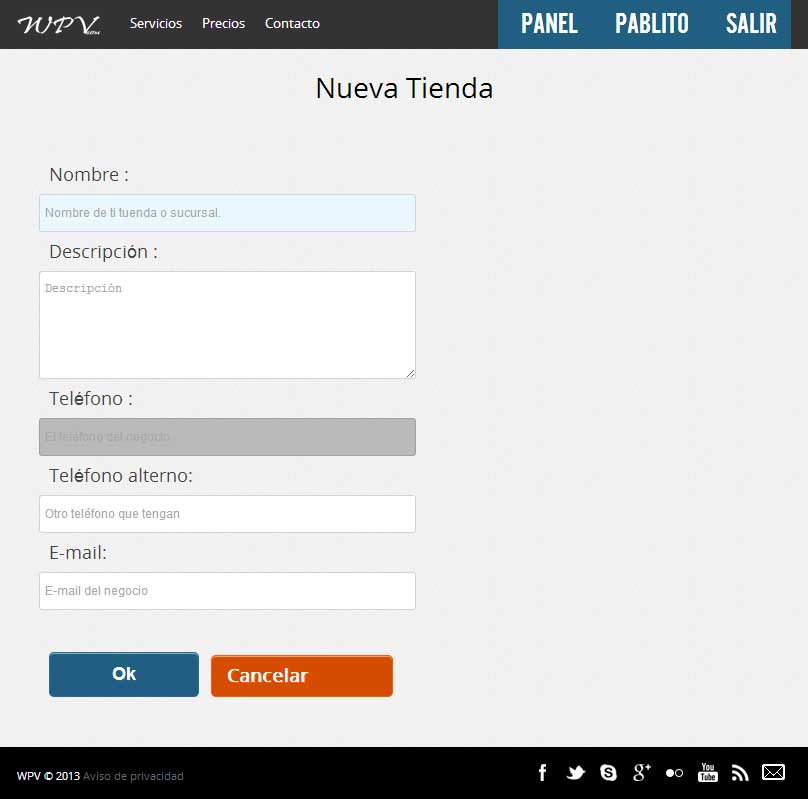 WPV.COM Servicios Precios Contacto PANEL PABLITO SALIR
Nueva Tienda
Nombre :
Nombre de ti tuenda o sucursal.
Descripción :
Descripción
Teléfono :
El teléfono del negocio
Teléfono alterno:
Otro teléfono que tengan
E-mail:
E-mail del negocio
Ok Cancelar
WPV © 2013 Aviso de privacidad f g+ You Tube